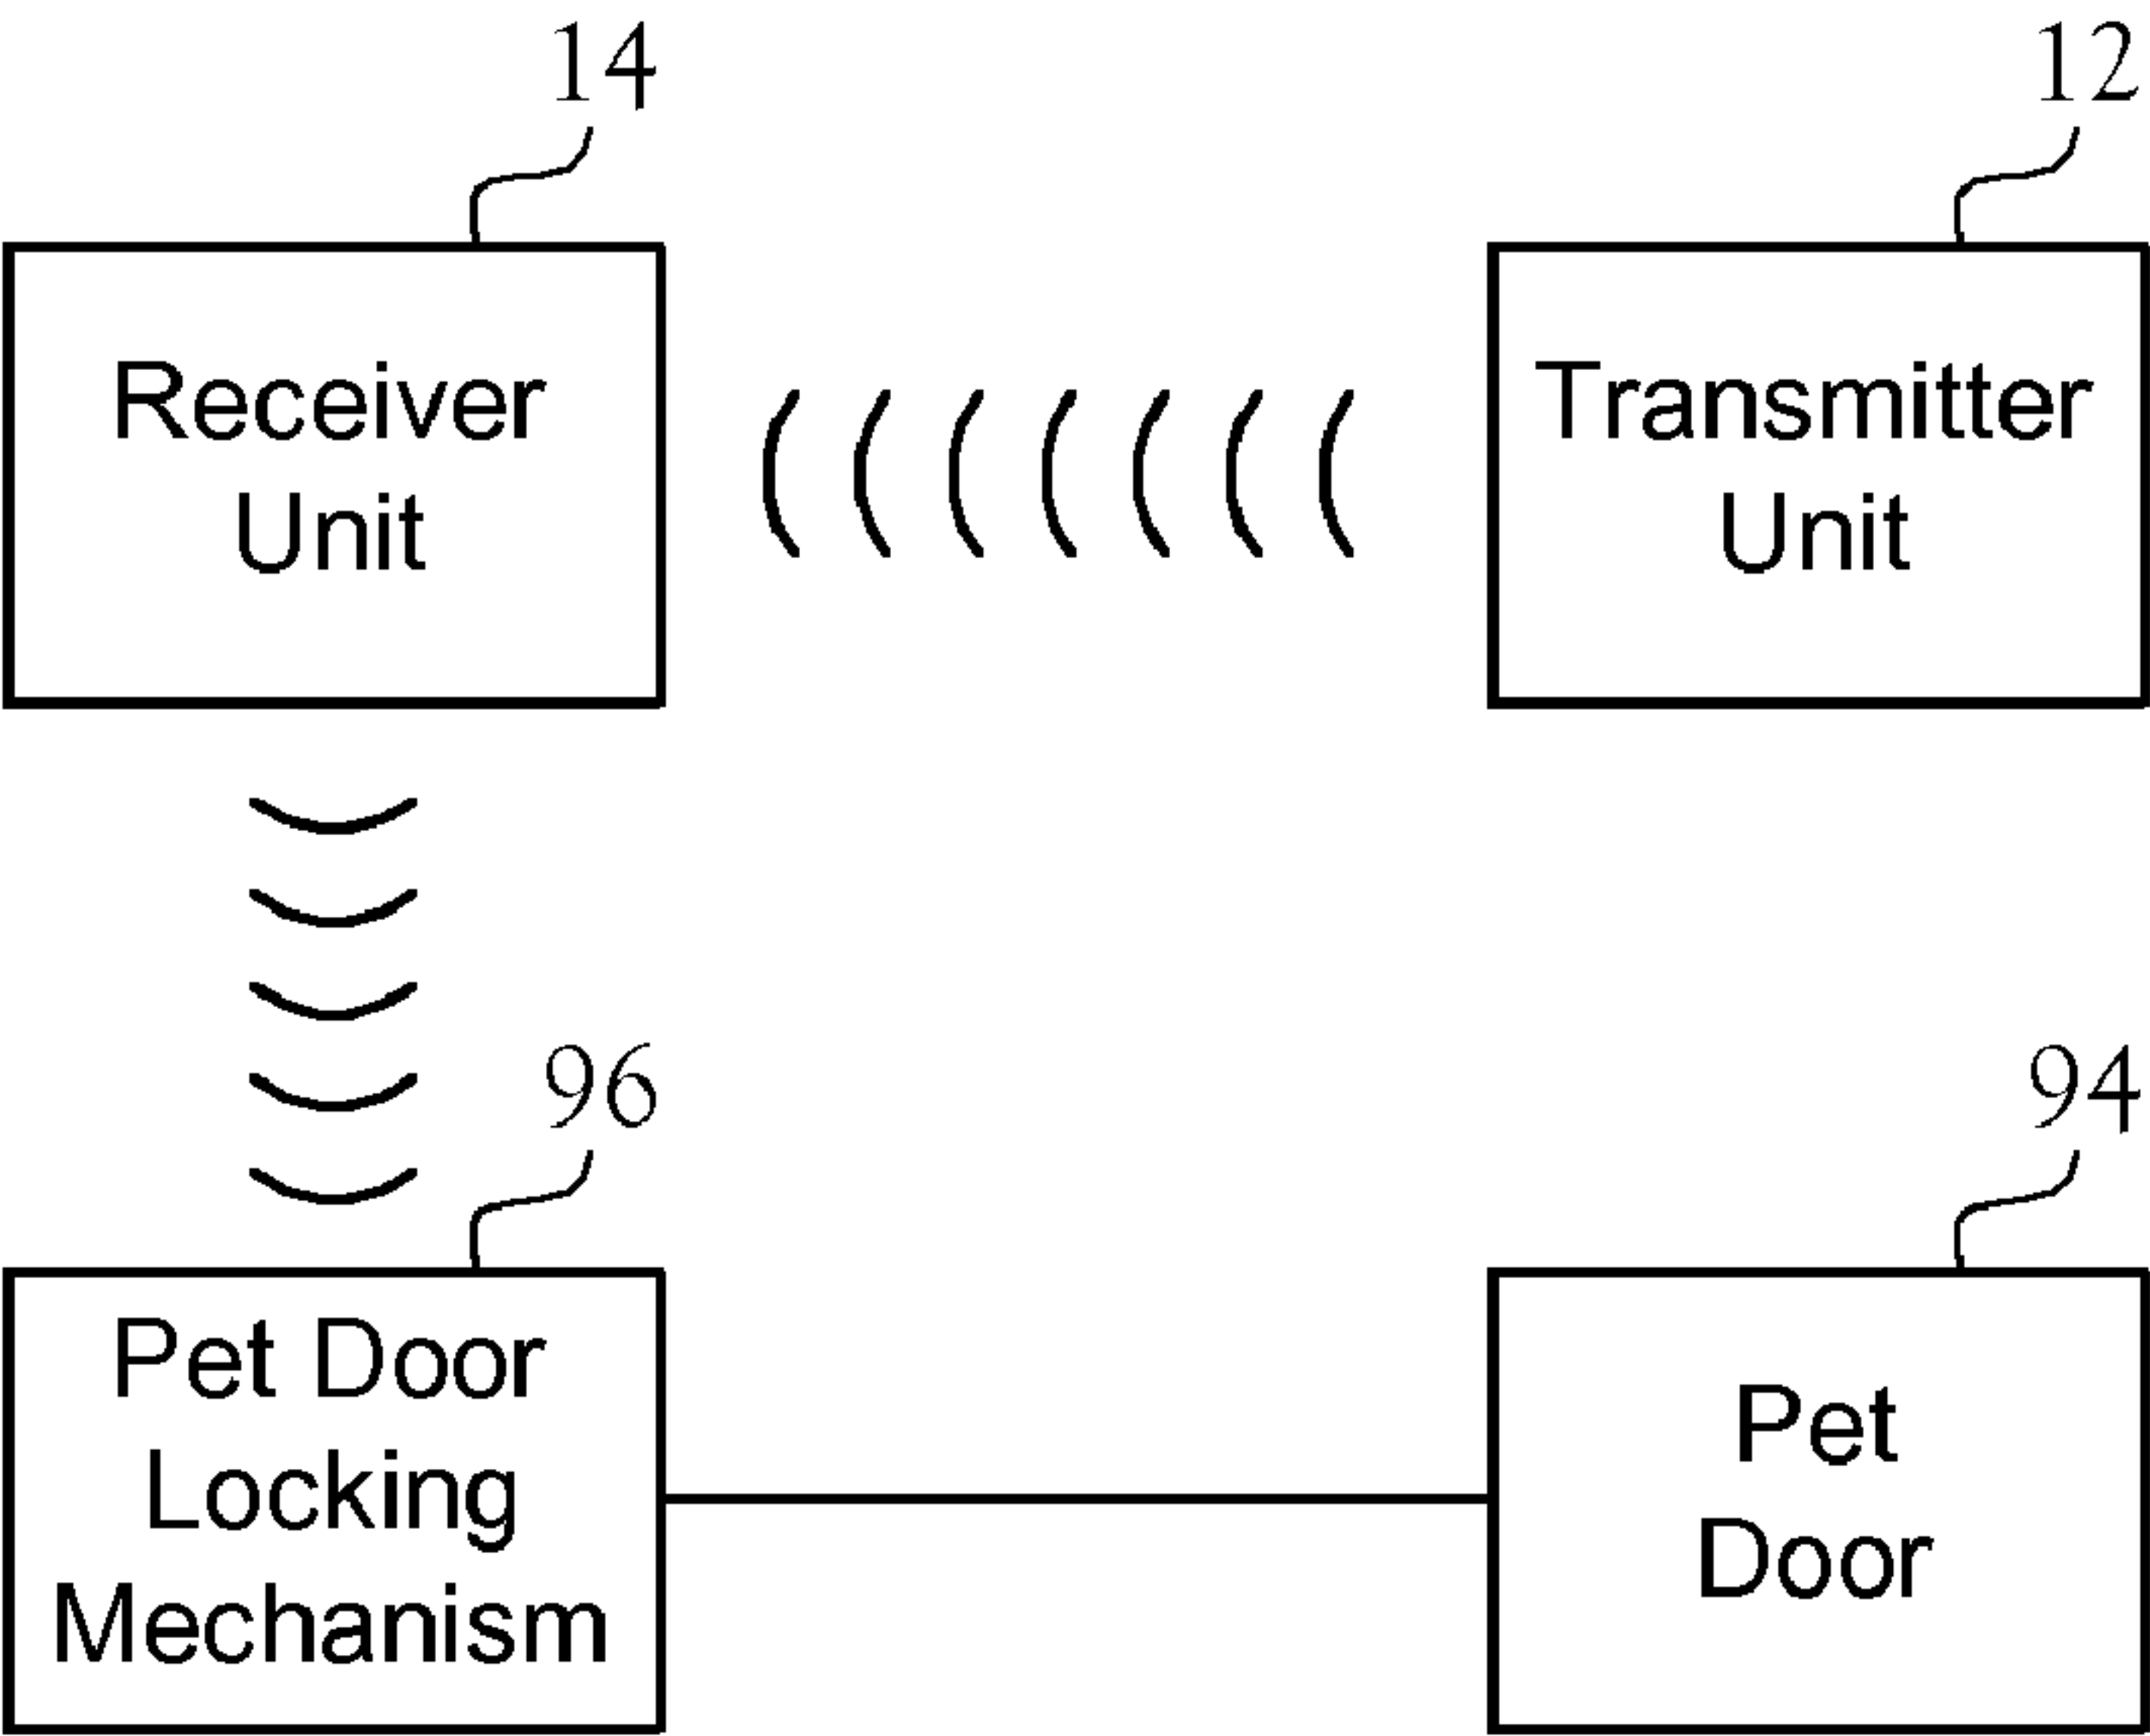 14
12
Receiver
Unit
Transmitter
Unit
96
94
Pet Door
Locking
Mechanism
Pet
Door